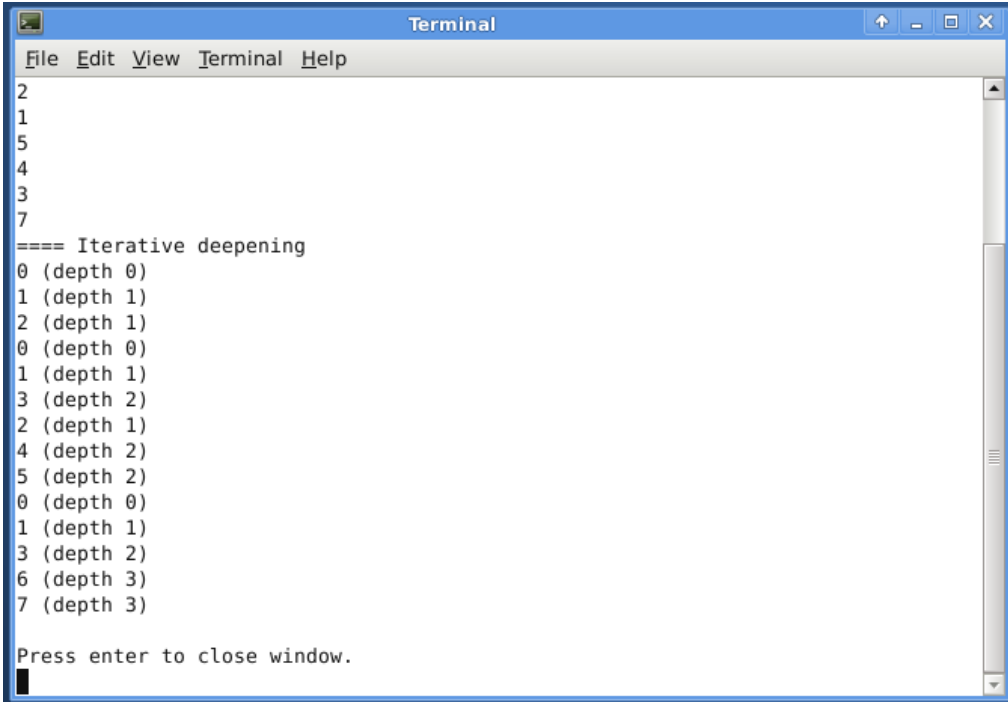 Terminal
File Edit View Terminal Help
2
1
5
4
3
7
==== Iterative deepening
0 (depth 0)
1 (depth 1)
2 (depth 1)
0 (depth 0)
1 (depth 1)
3 (depth 2)
2 (depth 1)
4 (depth 2)
5 (depth 2)
0 (depth 0)
1 (depth 1)
3 (depth 2)
6 (depth 3)
7 (depth 3)
Press enter to close window.